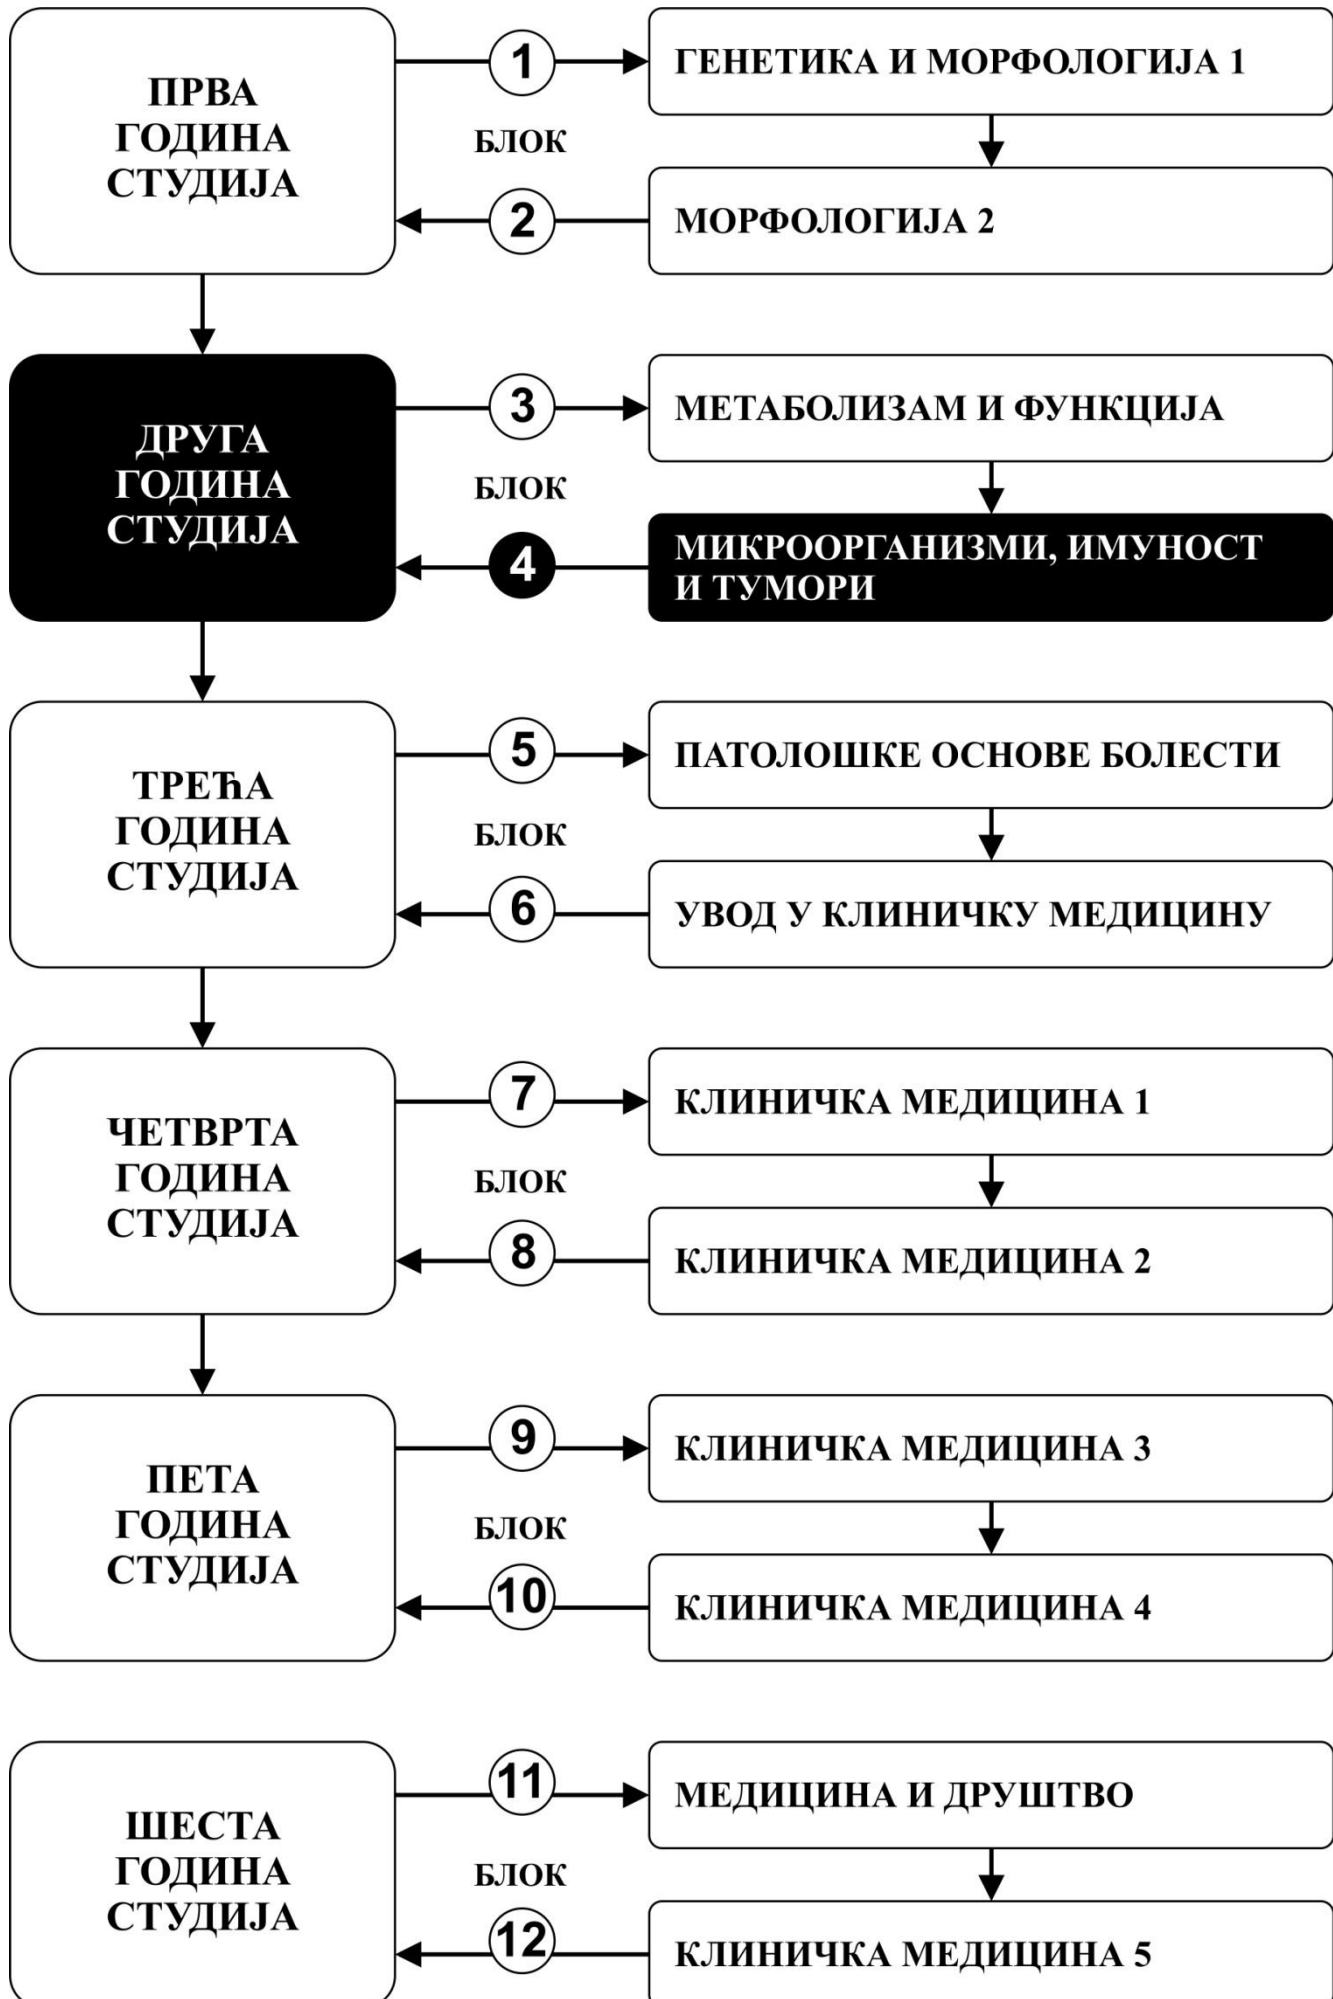 ПРВА
ГОДИНА
СТУДИЈА
1
БЛОК
2
ГЕНЕТИКА И МОРФОЛОГИЈА 1
МОРФОЛОГИЈА 2
ДРУГА
ГОДИНА
СТУДИЈА
3
БЛОК
4
МЕТАБОЛИЗАМ И ФУНКЦИЈА
МИКРООРГАНИЗМИ, ИМУНОСТ
И ТУМОРИ
ТРЕЋА
ГОДИНА
СТУДИЈА
5
БЛОК
6
ПАТОЛОШКЕ ОСНОВЕ БОЛЕСТИ
УВОД У КЛИНИЧКУ МЕДИЦИНУ
ЧЕТВРТА
ГОДИНА
СТУДИЈА
7
БЛОК
8
КЛИНИЧКА МЕДИЦИНА 1
КЛИНИЧКА МЕДИЦИНА 2
ПЕТА
ГОДИНА
СТУДИЈА
9
БЛОК
10
КЛИНИЧКА МЕДИЦИНА 3
КЛИНИЧКА МЕДИЦИНА 4
ШЕСТА
ГОДИНА
СТУДИЈА
11
БЛОК
12
МЕДИЦИНА И ДРУШТВО
КЛИНИЧКА МЕДИЦИНА 5